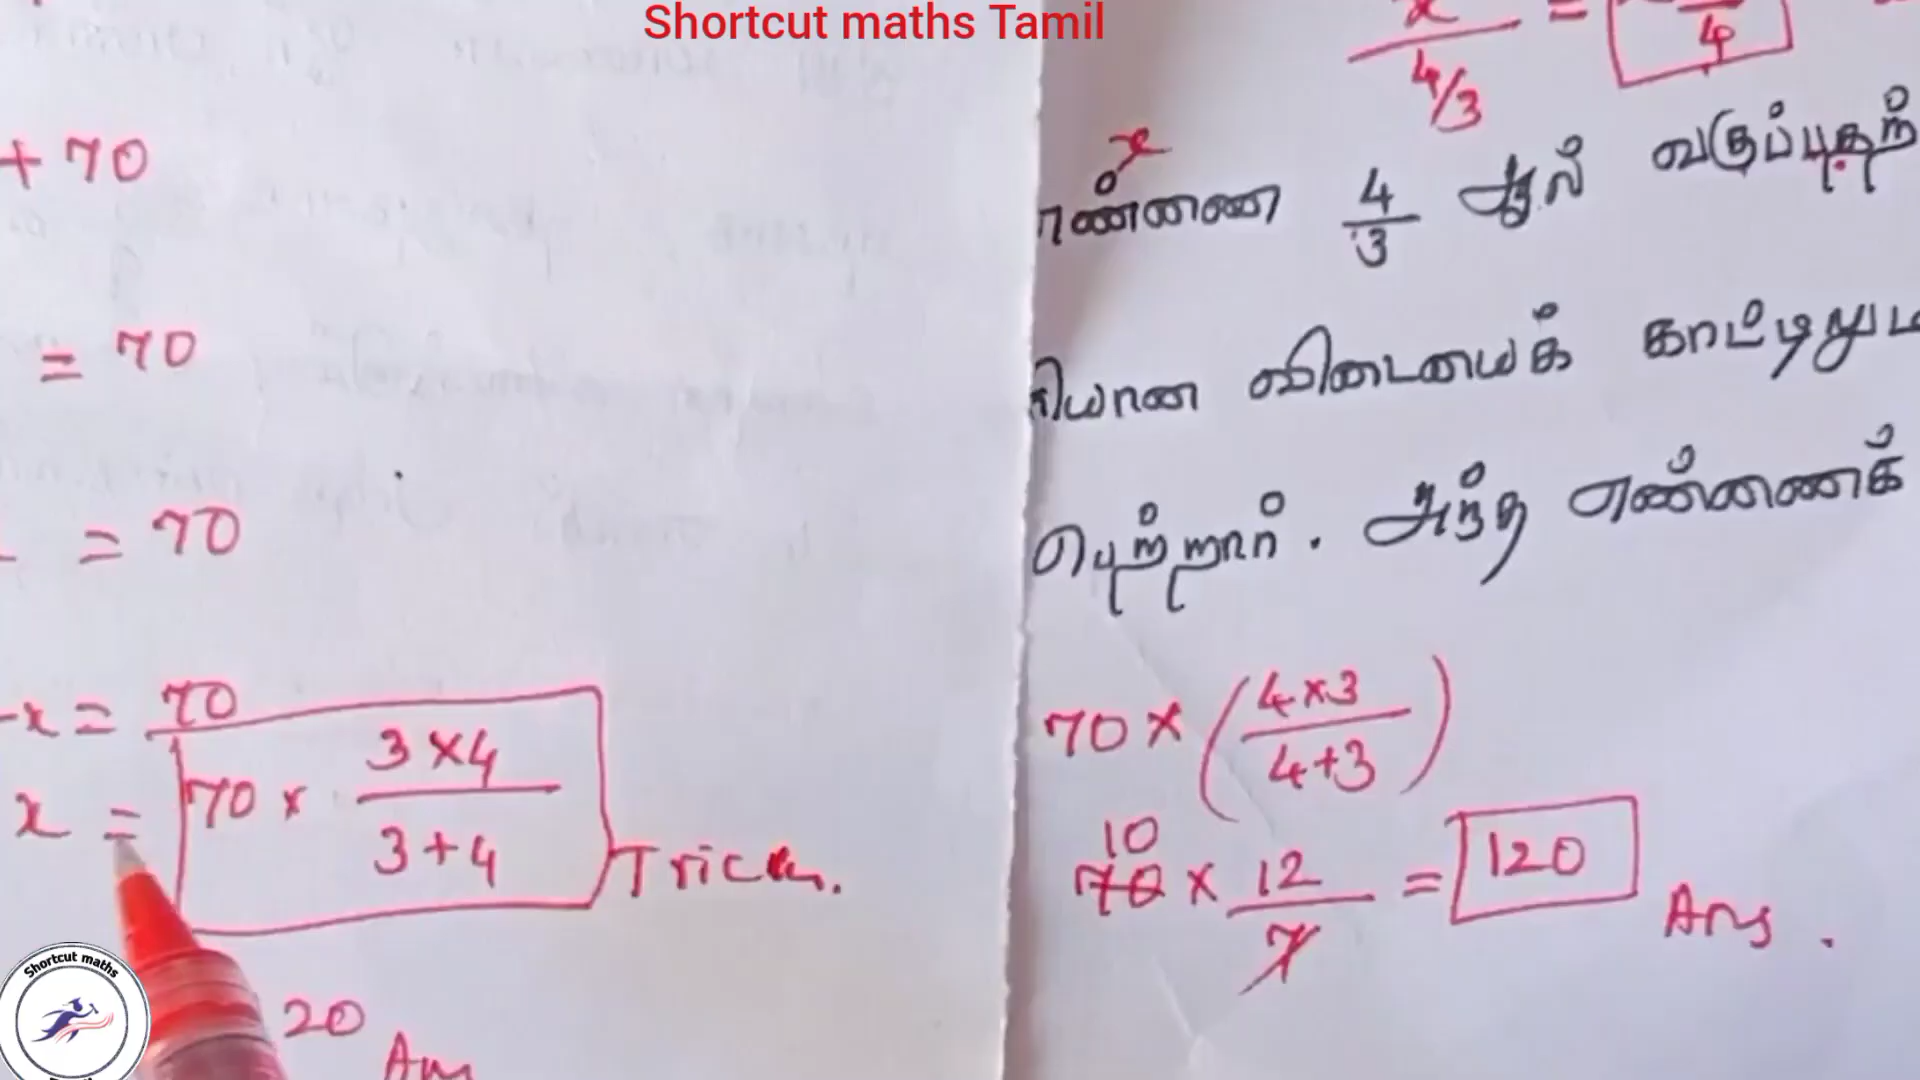 Shortcut maths Tamil
+ 70
= 70
= 70
x = 70
x = 70 × 3 × 4 / 3 + 4
Trick.
20
Ans
x / 4/3 =
4
x
ண்ணை 4/3 ஆல் வகுப்பதற்
யான விடையைக் காட்டிலும்
பெற்றார். அந்த எண்ணைக்
70 × ( 4 × 3 / 4 + 3 )
10
70 × 12 / 7 = 120 Ans.
Shortcut maths